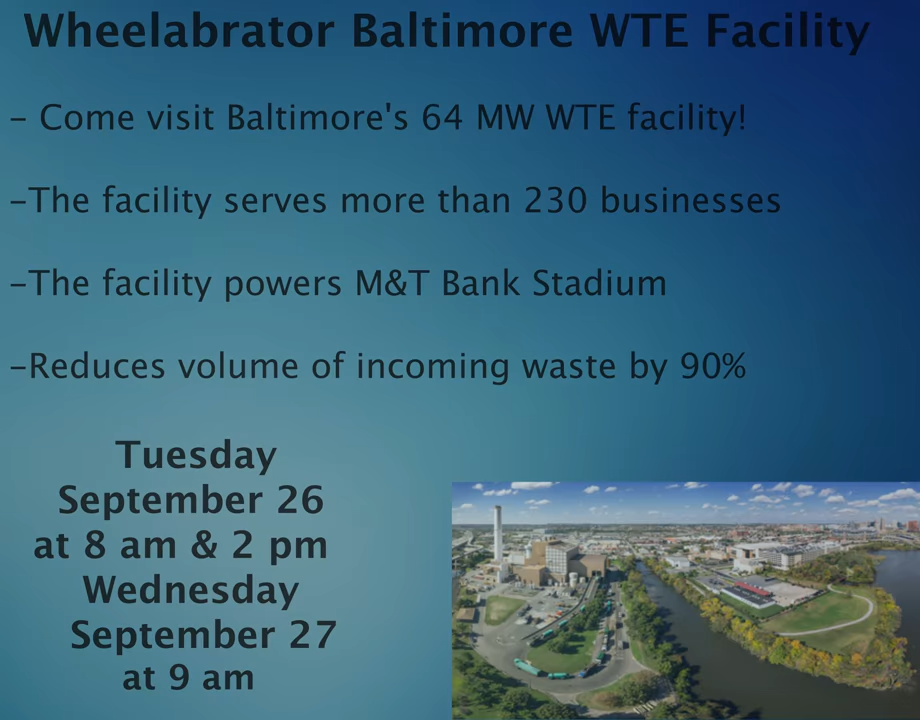 Wheelabrator Baltimore WTE Facility
- Come visit Baltimore's 64 MW WTE facility!
-The facility serves more than 230 businesses
-The facility powers M&T Bank Stadium
-Reduces volume of incoming waste by 90%
Tuesday
September 26
at 8 am & 2 pm
Wednesday
September 27
at 9 am